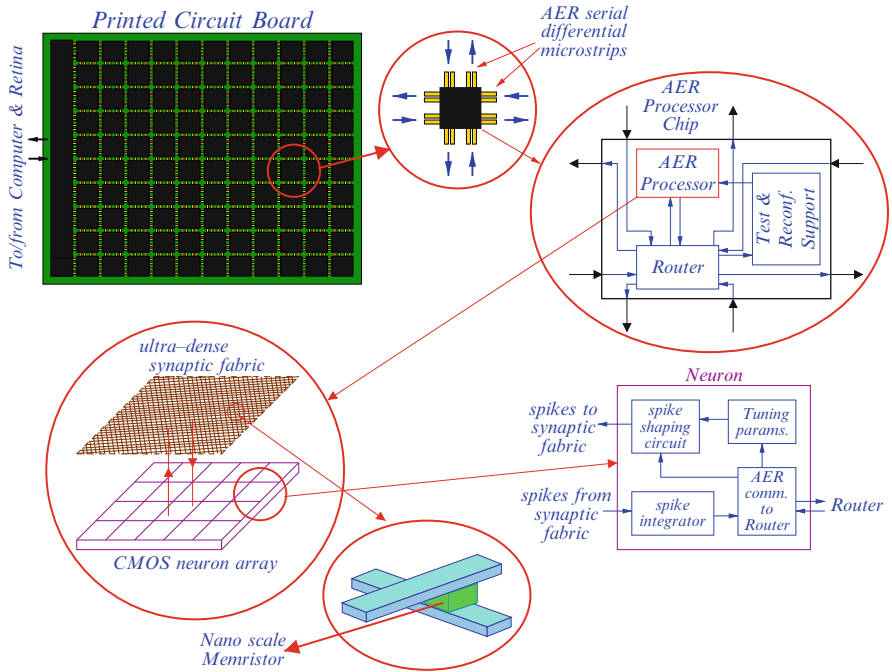 Printed Circuit Board
To/from Computer & Retina
AER serial
differential
microstrips
AER
Processor
Chip
AER
Processor
Test &
Reconf.
Support
Router
ultra–dense
synaptic fabric
CMOS neuron array
Nano scale
Memristor
Neuron
spikes to
synaptic
fabric
spike
shaping
circuit
Tuning
params.
spikes from
synaptic
fabric
spike
integrator
AER
comm.
to
Router
Router